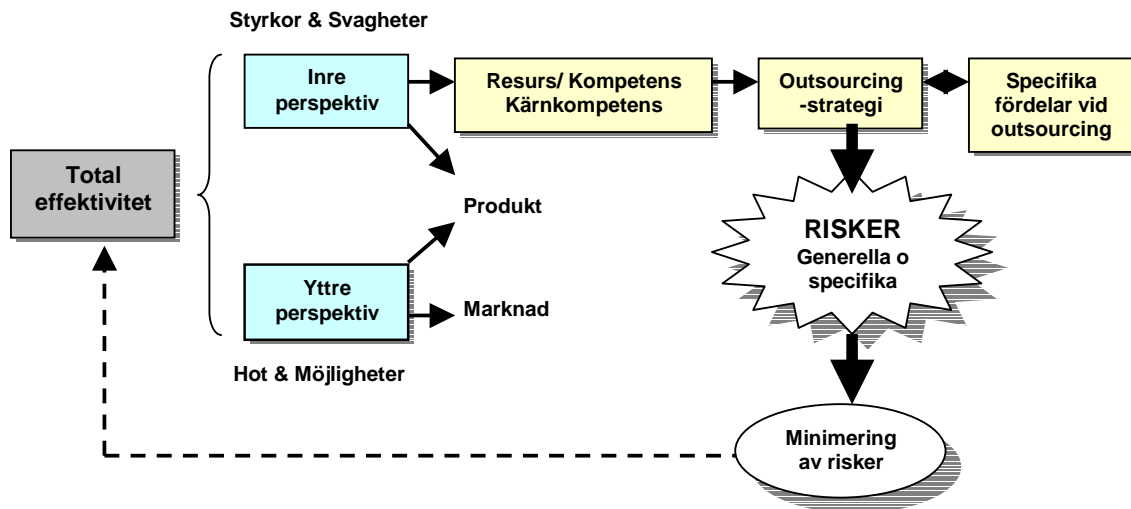 Styrkor & Svagheter
Inre
perspektiv
Resurs/ Kompetens
Kärnkompetens
Outsourcing
-strategi
Specifika
fördelar vid
outsourcing
Total
effektivitet
Produkt
RISKER
Generella o
specifika
Yttre
perspektiv
Marknad
Hot & Möjligheter
Minimering
av risker